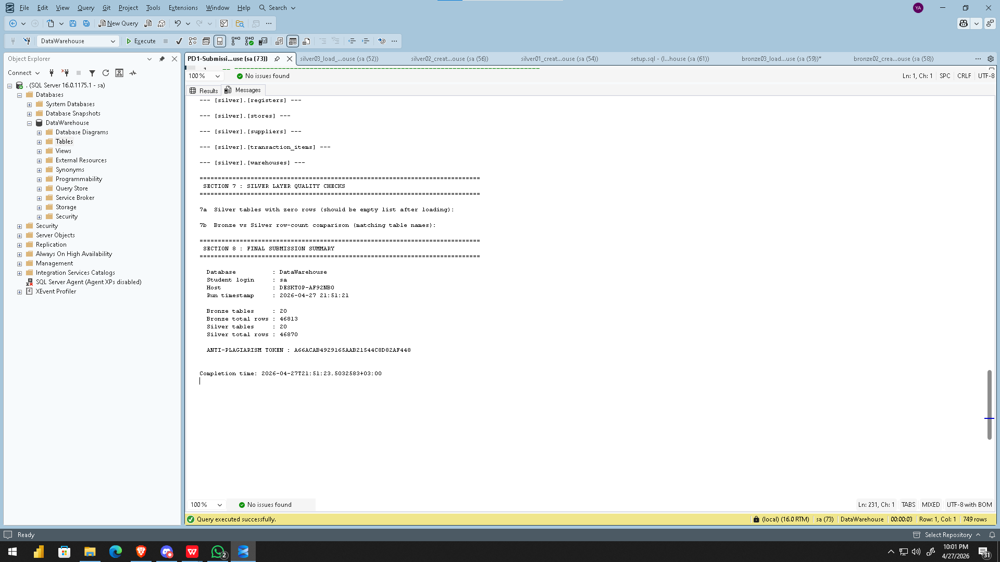 File Edit View Query Git Project Tools Extensions Window Help Search YA
New Query
DataWarehouse Execute
Object Explorer
Connect
. (SQL Server 16.0.1175.1 - sa)
Databases
System Databases
Database Snapshots
DataWarehouse
Database Diagrams
Tables
Views
External Resources
Synonyms
Programmability
Query Store
Service Broker
Storage
Security
Security
Server Objects
Replication
Always On High Availability
Management
Integration Services Catalogs
SQL Server Agent (Agent XPs disabled)
XEvent Profiler
PD1-Submissi...use (sa (73)) silver03_load_...ouse (sa (52)) silver02_creat...ouse (sa (56)) silver01_creat...ouse (sa (54)) setup.sql - (l...house (sa (61)) bronze03_load...use (sa (59))* bronze02_crea...ouse (sa (58))
100 % No issues found Ln: 1, Ch: 1 SPC CRLF UTF-8
Results Messages
--- [silver].[registers] ---
--- [silver].[stores] ---
--- [silver].[suppliers] ---
--- [silver].[transaction_items] ---
--- [silver].[warehouses] ---
=============================================================================
SECTION 7 : SILVER LAYER QUALITY CHECKS
=============================================================================
7a Silver tables with zero rows (should be empty list after loading):
7b Bronze vs Silver row-count comparison (matching table names):
=============================================================================
SECTION 8 : FINAL SUBMISSION SUMMARY
=============================================================================
Database : DataWarehouse
Student login : sa
Host : DESKTOP-AF92NB0
Run timestamp : 2026-04-27 21:51:21
Bronze tables : 20
Bronze total rows : 46813
Silver tables : 20
Silver total rows : 46870
ANTI-PLAGIARISM TOKEN : A66ACAB4929165AAB21544C8D82AF448
Completion time: 2026-04-27T21:51:23.5032583+03:00
100 % No issues found Ln: 231, Ch: 1 TABS MIXED UTF-8 with BOM
Query executed successfully. (local) (16.0 RTM) sa (73) DataWarehouse 00:00:03 Row: 1, Col: 1 749 rows
Ready Select Repository
2 10:01 PM
4/27/2026 31